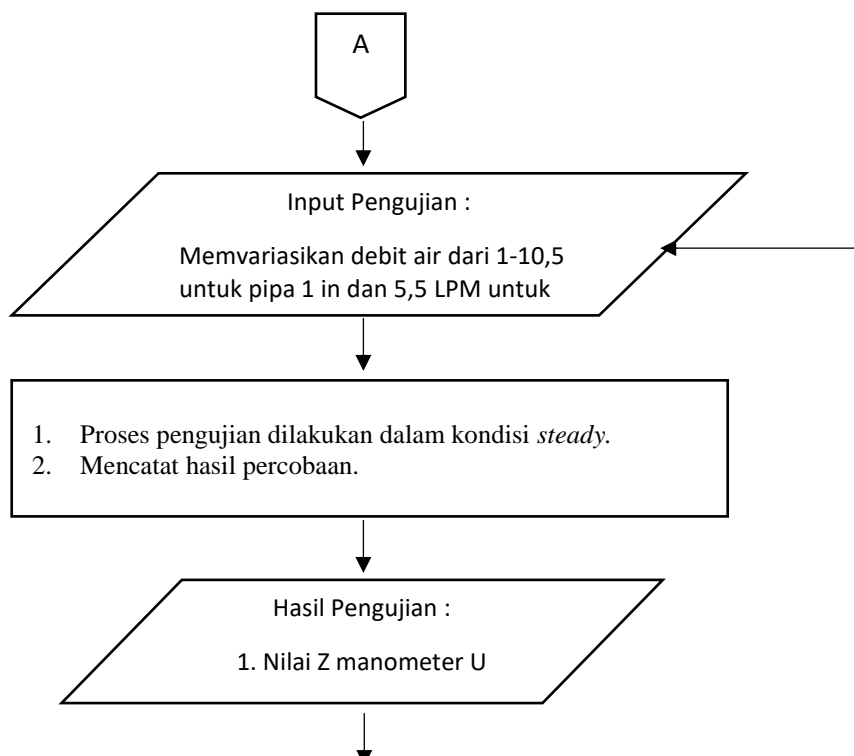 A
Input Pengujian :
Memvariasikan debit air dari 1-10,5
untuk pipa 1 in dan 5,5 LPM untuk
1. Proses pengujian dilakukan dalam kondisi steady.
2. Mencatat hasil percobaan.
Hasil Pengujian :
1. Nilai Z manometer U